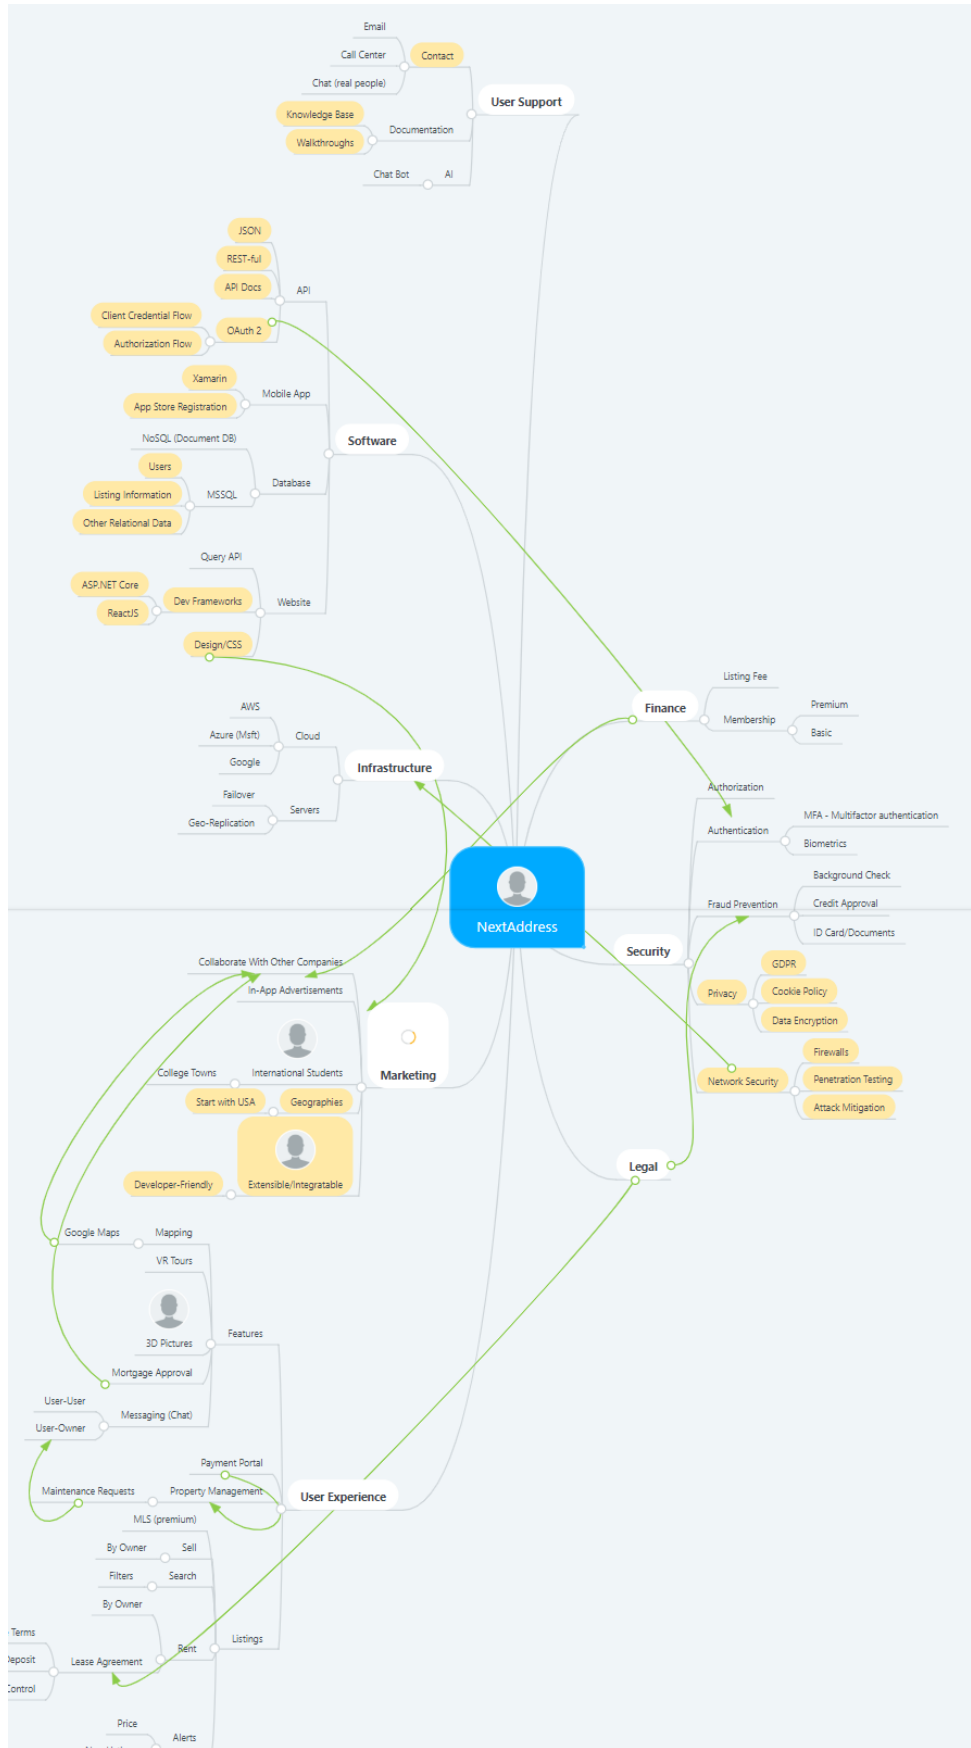 Email
Call Center
Chat (real people)
Contact
User Support
Knowledge Base
Walkthroughs
Documentation
Chat Bot
AI
JSON
REST-ful
API Docs
API
Client Credential Flow
Authorization Flow
OAuth 2
Xamarin
App Store Registration
Mobile App
Software
NoSQL (Document DB)
Users
Listing Information
Other Relational Data
MSSQL
Database
Query API
ASP.NET Core
ReactJS
Dev Frameworks
Website
Design/CSS
AWS
Azure (Msft)
Google
Cloud
Infrastructure
Failover
Geo-Replication
Servers
Listing Fee
Finance
Membership
Premium
Basic
Authorization
Authentication
MFA - Multifactor authentication
Biometrics
NextAddress
Security
Fraud Prevention
Background Check
Credit Approval
ID Card/Documents
Privacy
GDPR
Cookie Policy
Data Encryption
Network Security
Firewalls
Penetration Testing
Attack Mitigation
Legal
Collaborate With Other Companies
In-App Advertisements
College Towns
International Students
Marketing
Start with USA
Geographies
Developer-Friendly
Extensible/Integratable
Google Maps
Mapping
VR Tours
3D Pictures
Features
Mortgage Approval
User-User
User-Owner
Messaging (Chat)
Payment Portal
Maintenance Requests
Property Management
User Experience
MLS (premium)
By Owner
Sell
Filters
Search
By Owner
Rent
Listings
Terms
Deposit
Control
Lease Agreement
Price
Alerts